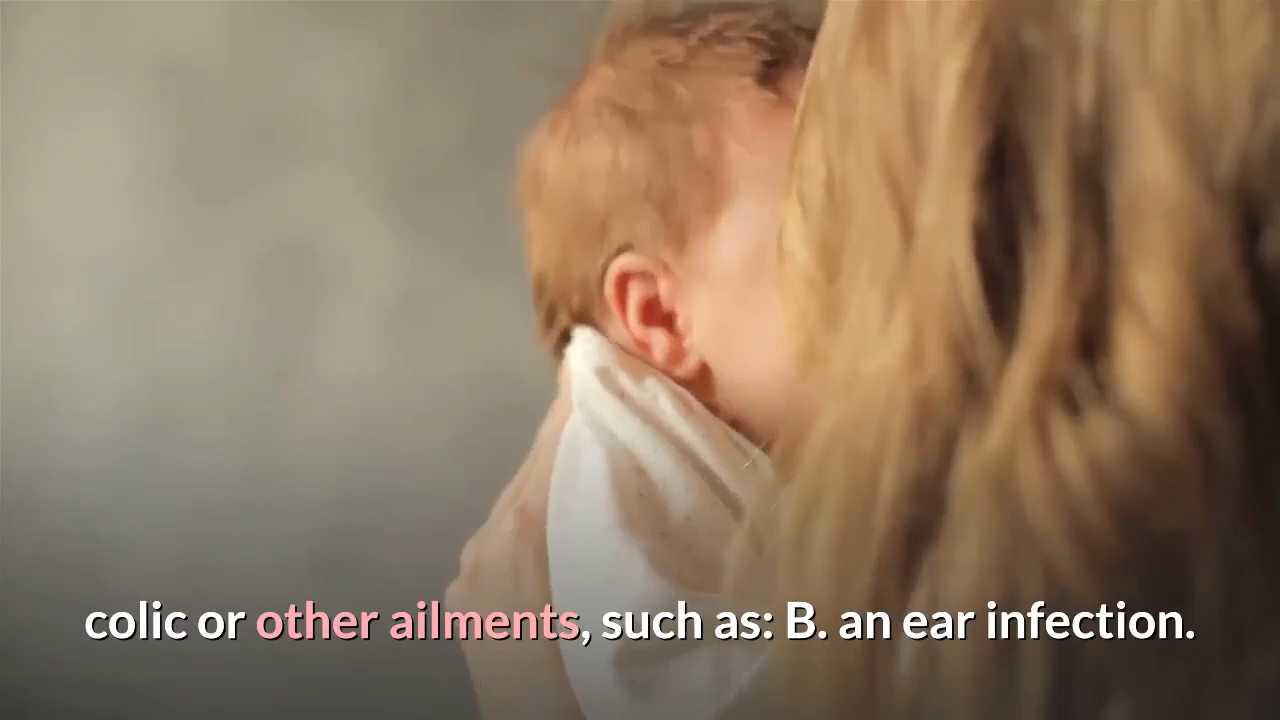 colic or other ailments, such as: B. an ear infection.